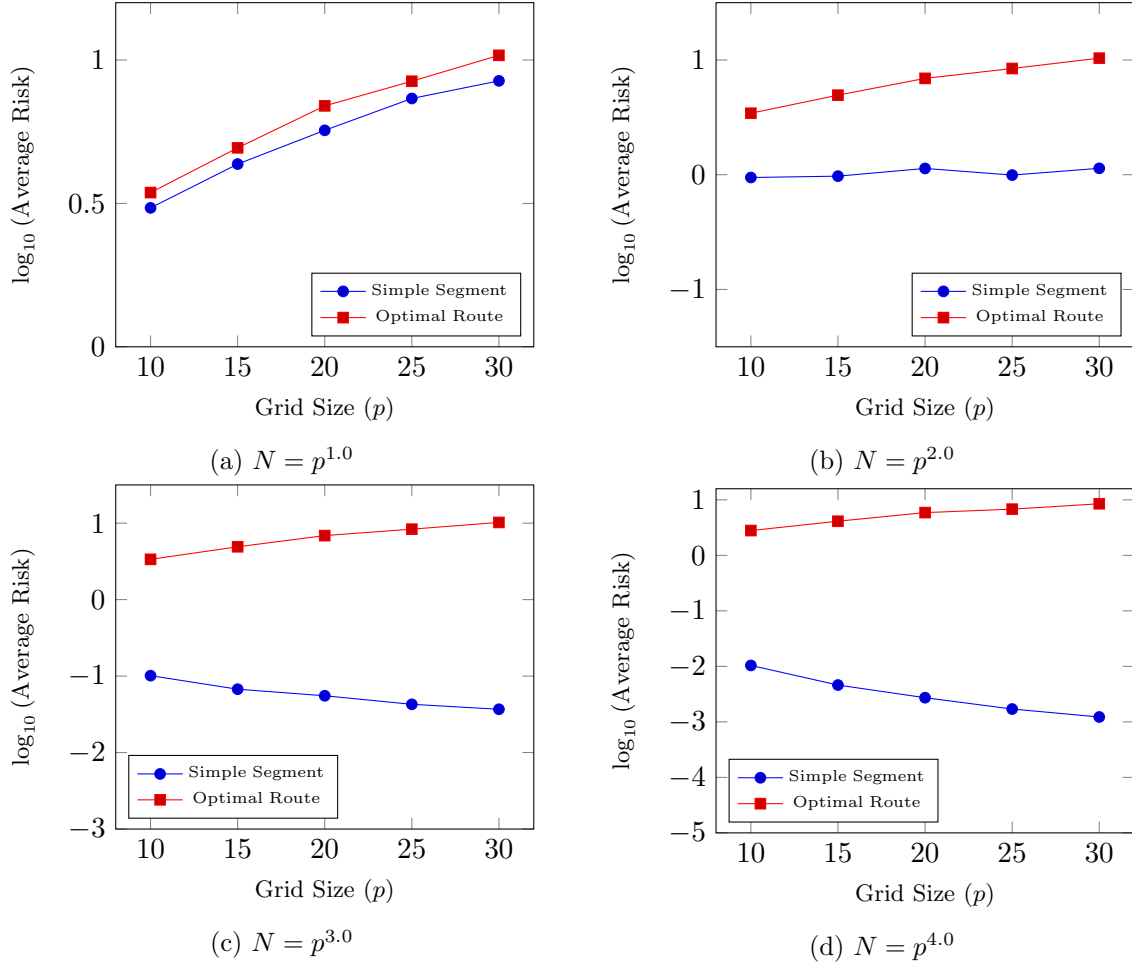 1
0.5
0
log₁₀ (Average Risk)
Simple Segment
Optimal Route
10 15 20 25 30
Grid Size (p)
(a) N = p^{1.0}
1
0
−1
log₁₀ (Average Risk)
Simple Segment
Optimal Route
10 15 20 25 30
Grid Size (p)
(b) N = p^{2.0}
1
0
−1
−2
−3
log₁₀ (Average Risk)
Simple Segment
Optimal Route
10 15 20 25 30
Grid Size (p)
(c) N = p^{3.0}
1
0
−1
−2
−3
−4
−5
log₁₀ (Average Risk)
Simple Segment
Optimal Route
10 15 20 25 30
Grid Size (p)
(d) N = p^{4.0}